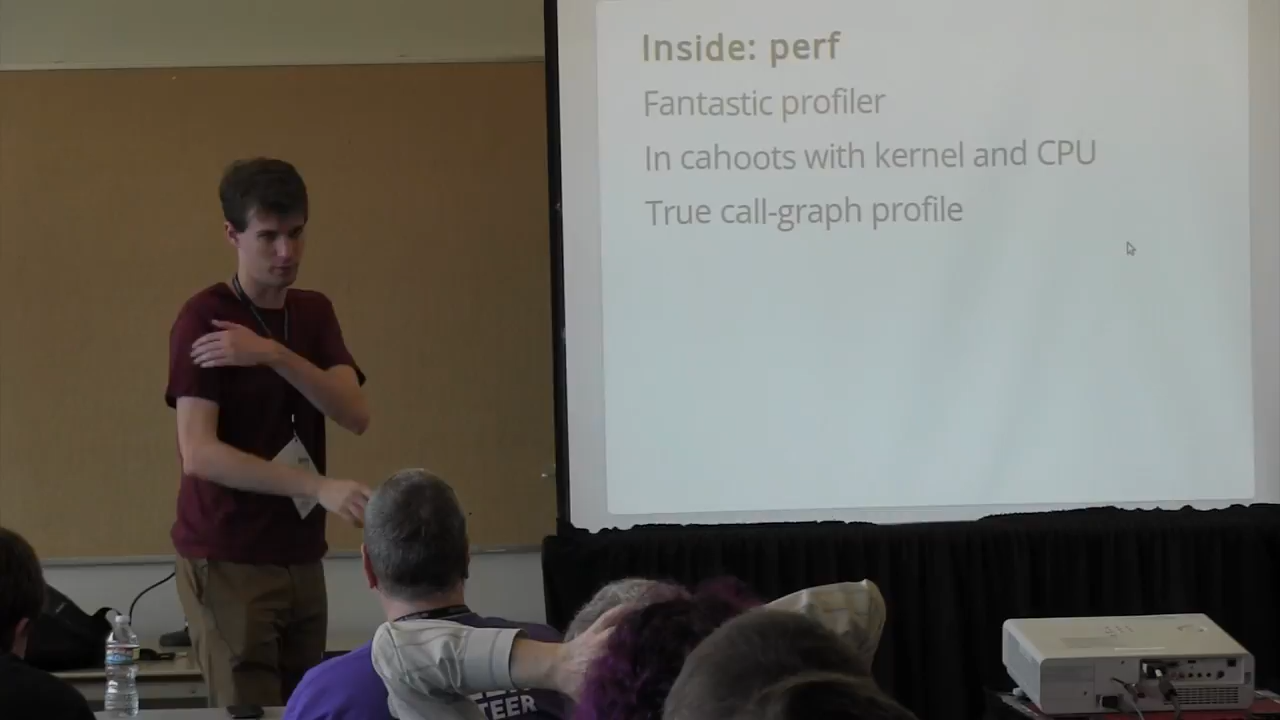 Inside: perf
Fantastic profiler
In cahoots with kernel and CPU
True call-graph profile
TEER